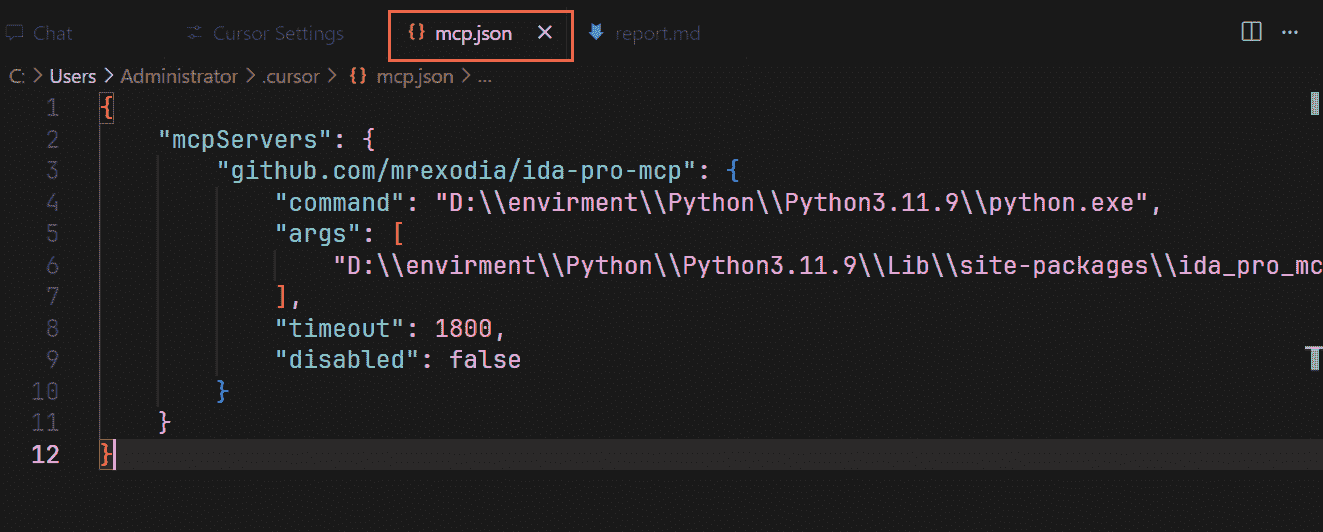 Chat Cursor Settings {} mcp.json × report.md ...
C: > Users > Administrator > .cursor > {} mcp.json > ...
1 {
2 "mcpServers": {
3 "github.com/mrexodia/ida-pro-mcp": {
4 "command": "D:\\envirment\\Python\\Python3.11.9\\python.exe",
5 "args": [
6 "D:\\envirment\\Python\\Python3.11.9\\Lib\\site-packages\\ida_pro_mc
7 ],
8 "timeout": 1800,
9 "disabled": false
10 }
11 }
12 }